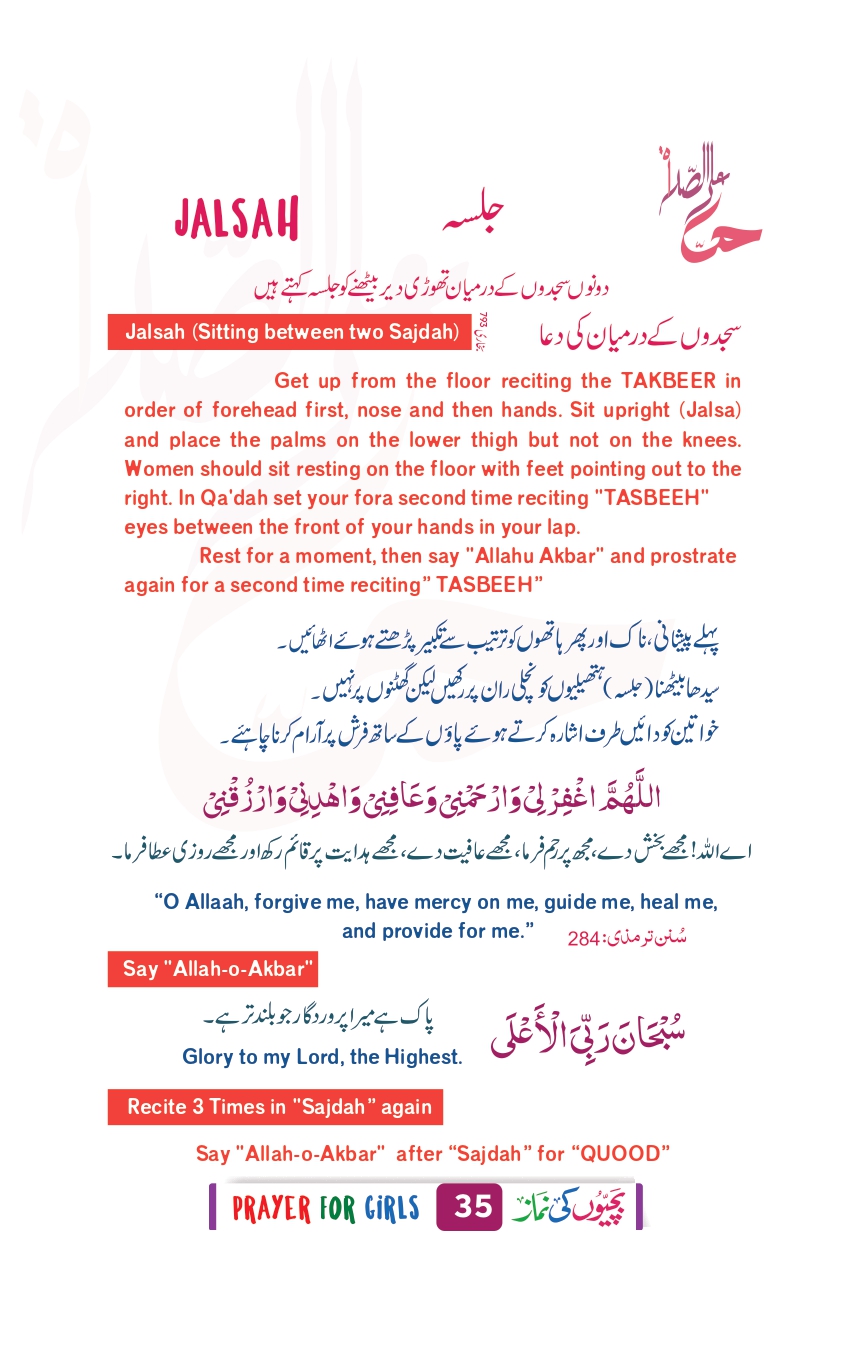 حی علی الصلاة
JALSAH
جلسہ
دونوں سجدوں کے درمیان تھوڑی دیر بیٹھنے کو جلسہ کہتے ہیں
Jalsah (Sitting between two Sajdah)
بخاری 793
سجدوں کے درمیان کی دعا
Get up from the floor reciting the TAKBEER in
order of forehead first, nose and then hands. Sit upright (Jalsa)
and place the palms on the lower thigh but not on the knees.
Women should sit resting on the floor with feet pointing out to the
right. In Qa'dah set your fora second time reciting "TASBEEH"
eyes between the front of your hands in your lap.
Rest for a moment, then say "Allahu Akbar" and prostrate
again for a second time reciting” TASBEEH”
پہلے پیشانی، ناک اور پھر ہاتھوں کو ترتیب سے تکبیر پڑھتے ہوئے اٹھائیں۔
سیدھا بیٹھنا (جلسہ) ہتھیلیوں کو نچلی ران پر رکھیں لیکن گھٹنوں پر نہیں۔
خواتین کو دائیں طرف اشارہ کرتے ہوئے پاؤں کے ساتھ فرش پر آرام کرنا چاہئے۔
اللَّهُمَّ اغْفِرْ لِيْ وَارْحَمْنِيْ وَعَافِنِيْ وَاهْدِنِيْ وَارْزُقْنِيْ
اے اللہ! مجھے بخش دے، مجھ پر رحم فرما، مجھے عافیت دے، مجھے ہدایت پر قائم رکھ اور مجھے روزی عطا فرما۔
“O Allaah, forgive me, have mercy on me, guide me, heal me,
and provide for me.”
سُنن ترمذی: 284
Say "Allah-o-Akbar"
سُبْحَانَ رَبِّيَ الْأَعْلَى
پاک ہے میرا پروردگار جو بلند تر ہے۔
Glory to my Lord, the Highest.
Recite 3 Times in "Sajdah” again
Say "Allah-o-Akbar" after “Sajdah” for “QUOOD”
PRAYER FOR GiRLS 35 بچیّوں کی نماز